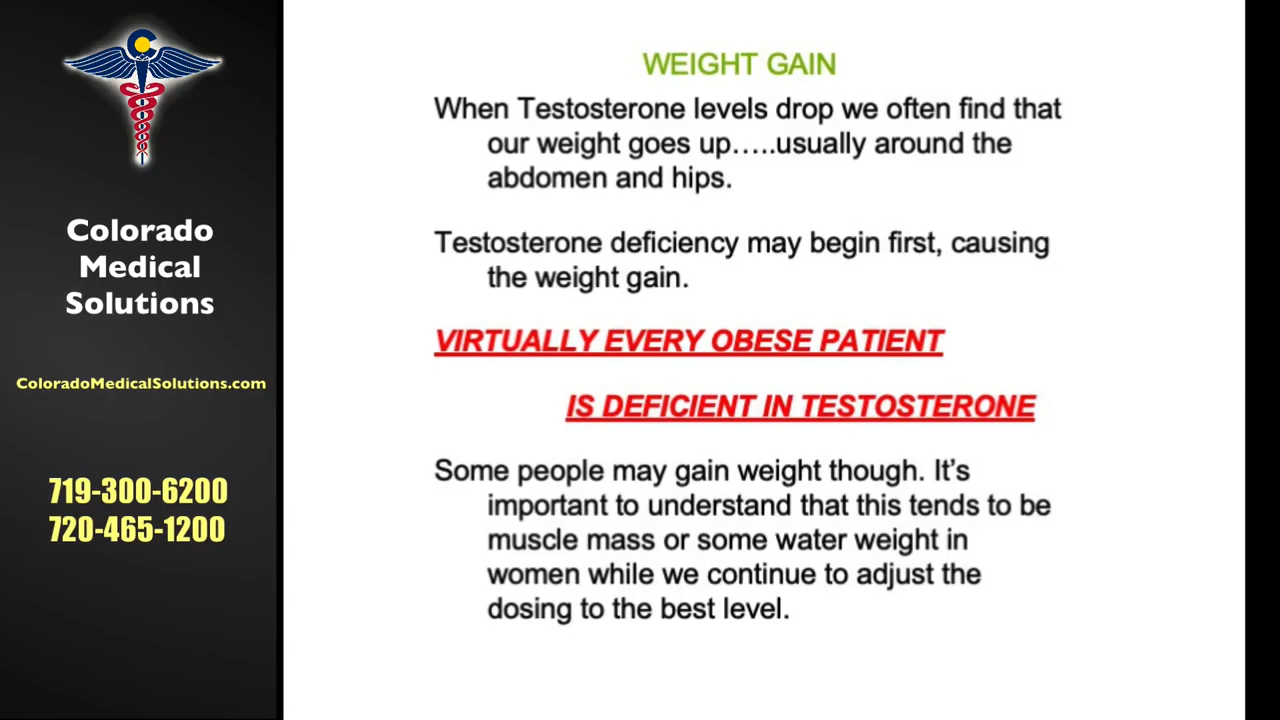 Colorado
Medical
Solutions
ColoradoMedicalSolutions.com
719-300-6200
720-465-1200
WEIGHT GAIN
When Testosterone levels drop we often find that
our weight goes up…..usually around the
abdomen and hips.
Testosterone deficiency may begin first, causing
the weight gain.
VIRTUALLY EVERY OBESE PATIENT
IS DEFICIENT IN TESTOSTERONE
Some people may gain weight though. It’s
important to understand that this tends to be
muscle mass or some water weight in
women while we continue to adjust the
dosing to the best level.